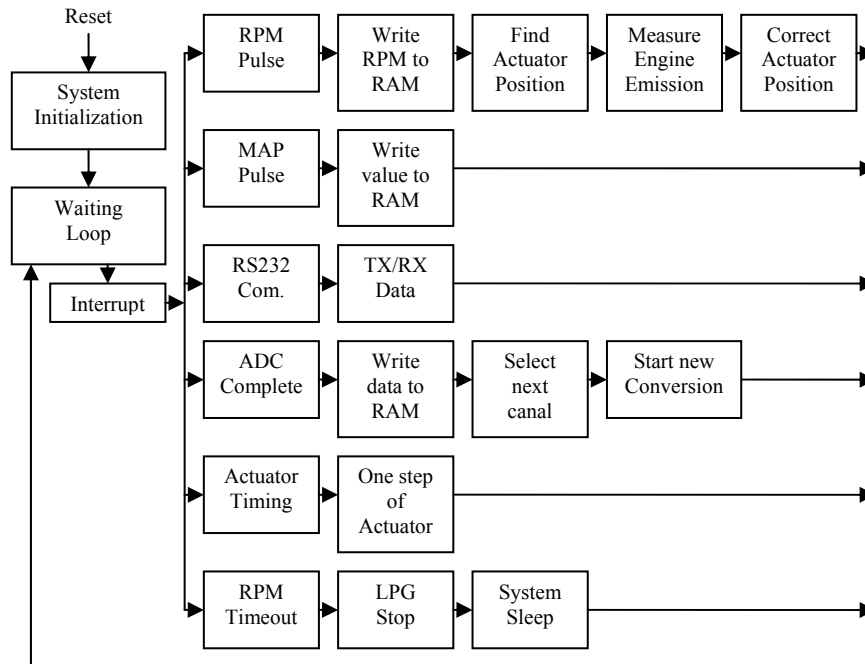 Reset
System
Initialization
Waiting
Loop
Interrupt
RPM
Pulse
Write
RPM to
RAM
Find
Actuator
Position
Measure
Engine
Emission
Correct
Actuator
Position
MAP
Pulse
Write
value to
RAM
RS232
Com.
TX/RX
Data
ADC
Complete
Write
data to
RAM
Select
next
canal
Start new
Conversion
Actuator
Timing
One step
of
Actuator
RPM
Timeout
LPG
Stop
System
Sleep